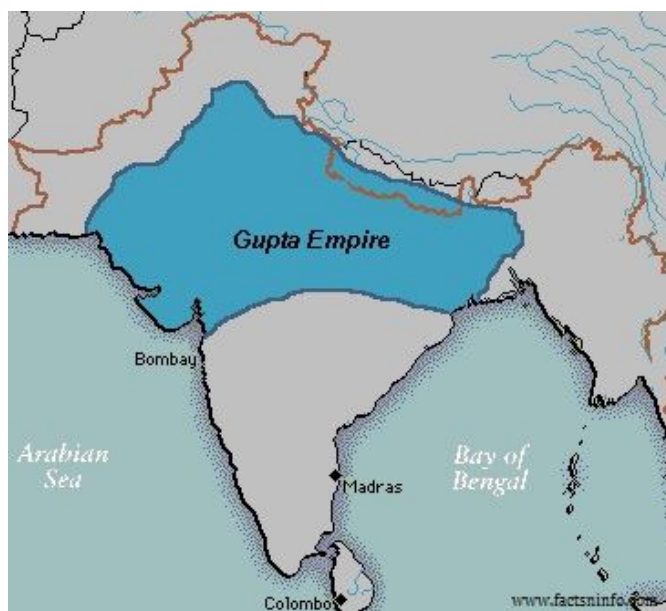 Gupta Empire
Bombay
Arabian
Sea
Bay of
Bengal
Madras
Colombo
www.factsninfo.com